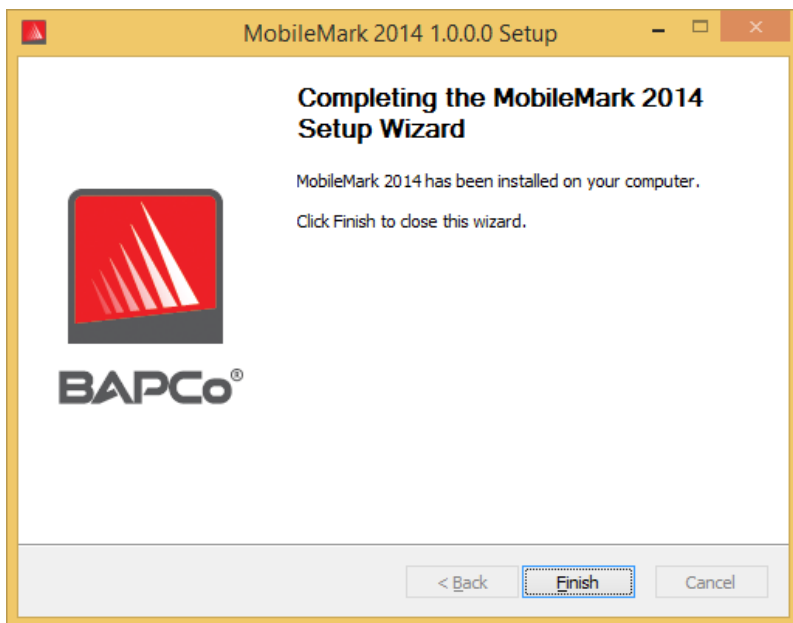 MobileMark 2014 1.0.0.0 Setup
Completing the MobileMark 2014
Setup Wizard
MobileMark 2014 has been installed on your computer.
Click Finish to close this wizard.
BAPCo®
< Back
Finish
Cancel